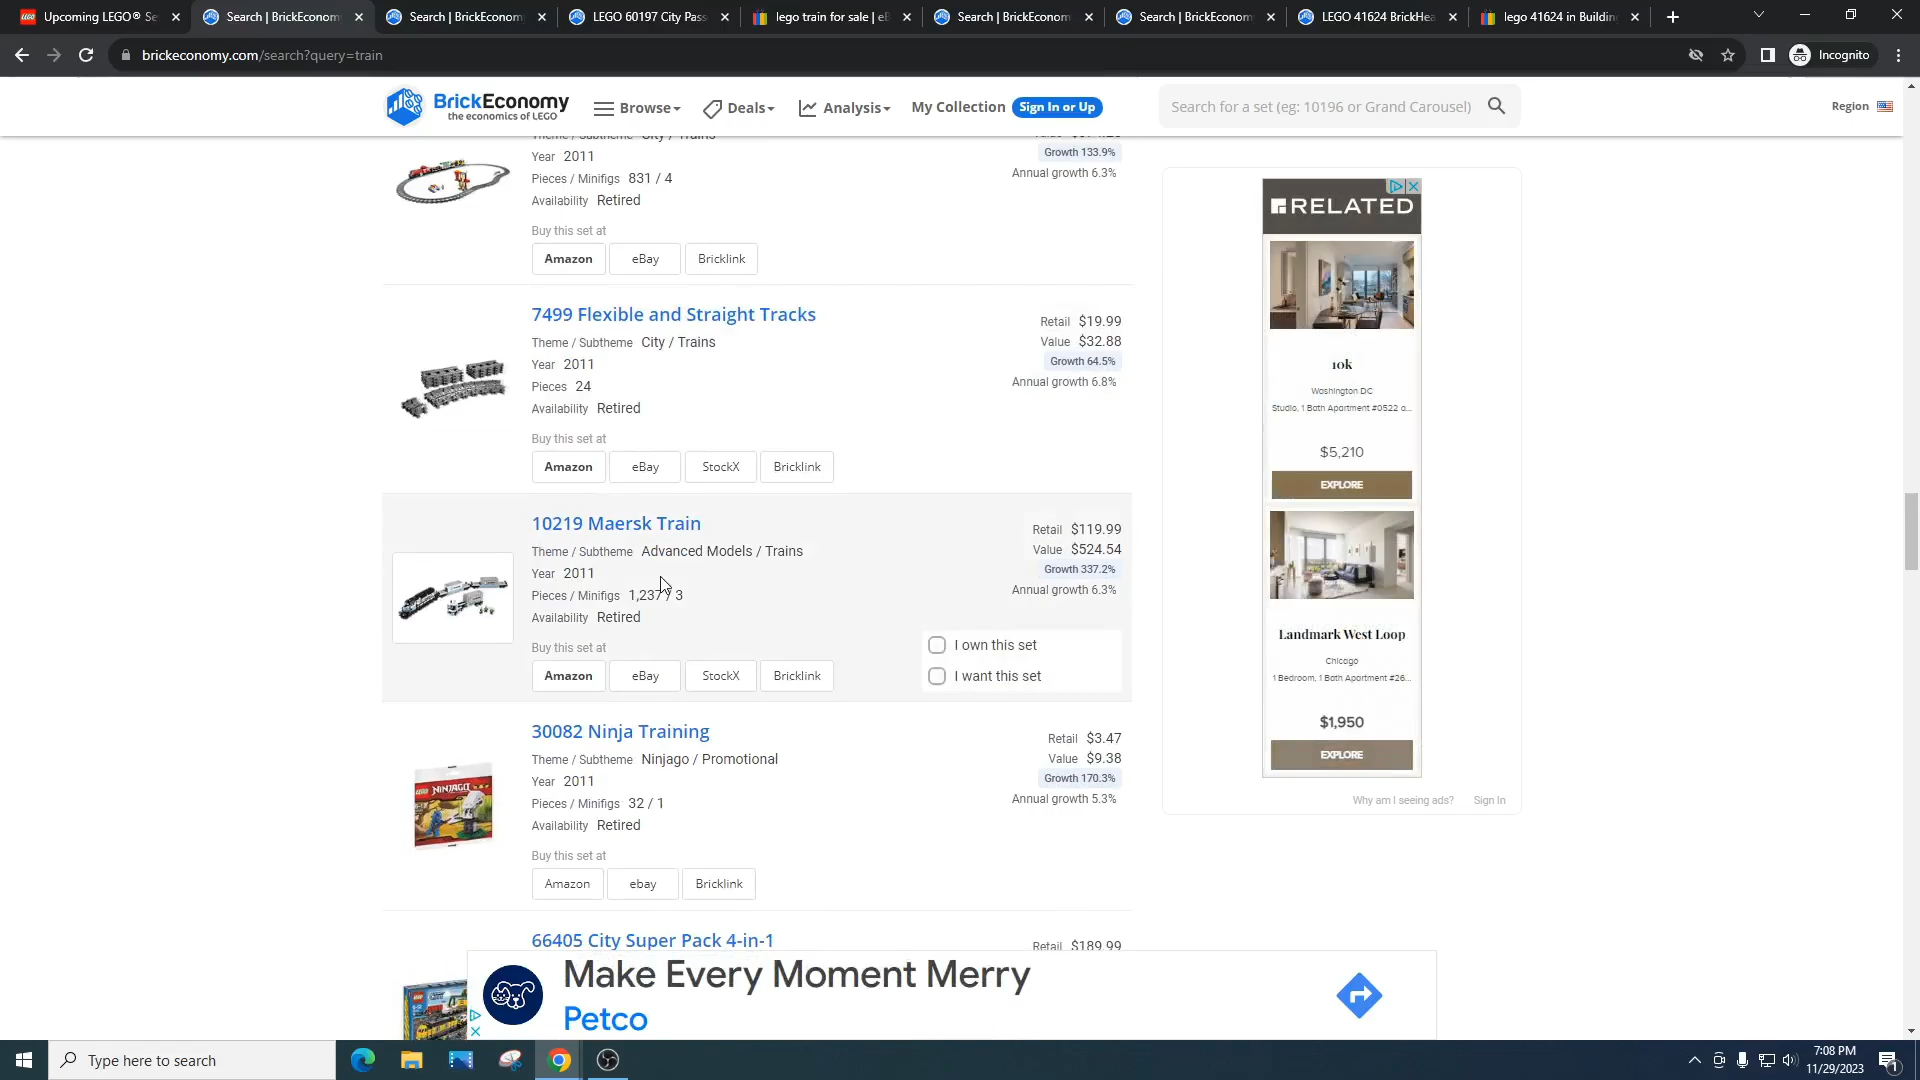 Upcoming LEGO® Se
Search | BrickEconom
Search | BrickEconom
LEGO 60197 City Pass
lego train for sale | eB
Search | BrickEconom
Search | BrickEconom
LEGO 41624 BrickHea
lego 41624 in Buildin
brickeconomy.com/search?query=train
Incognito
BrickEconomy
the economics of LEGO
Browse
Deals
Analysis
My Collection
Sign In or Up
Search for a set (eg: 10196 or Grand Carousel)
Region
Growth 133.9%
Year 2011
Annual growth 6.3%
Pieces / Minifigs 831 / 4
Availability Retired
Buy this set at
Amazon eBay Bricklink
7499 Flexible and Straight Tracks
Retail $19.99
Theme / Subtheme City / Trains
Value $32.88
Year 2011
Growth 64.5%
Pieces 24
Annual growth 6.8%
Availability Retired
Buy this set at
Amazon eBay StockX Bricklink
10219 Maersk Train
Retail $119.99
Theme / Subtheme Advanced Models / Trains
Value $524.54
Year 2011
Growth 337.2%
Pieces / Minifigs 1,237 / 3
Annual growth 6.3%
Availability Retired
Buy this set at
I own this set
Amazon eBay StockX Bricklink
I want this set
30082 Ninja Training
Retail $3.47
Theme / Subtheme Ninjago / Promotional
Value $9.38
Year 2011
Growth 170.3%
Pieces / Minifigs 32 / 1
Annual growth 5.3%
Availability Retired
Buy this set at
Amazon ebay Bricklink
66405 City Super Pack 4-in-1
Retail $189.99
NINJAGO
RELATED
10k
Washington DC
Studio, 1 Bath Apartment #0522 o...
$5,210
EXPLORE
Landmark West Loop
Chicago
1 Bedroom, 1 Bath Apartment #26...
$1,950
EXPLORE
Why am I seeing ads? Sign In
Make Every Moment Merry
Petco
Type here to search
7:08 PM
11/29/2023
1